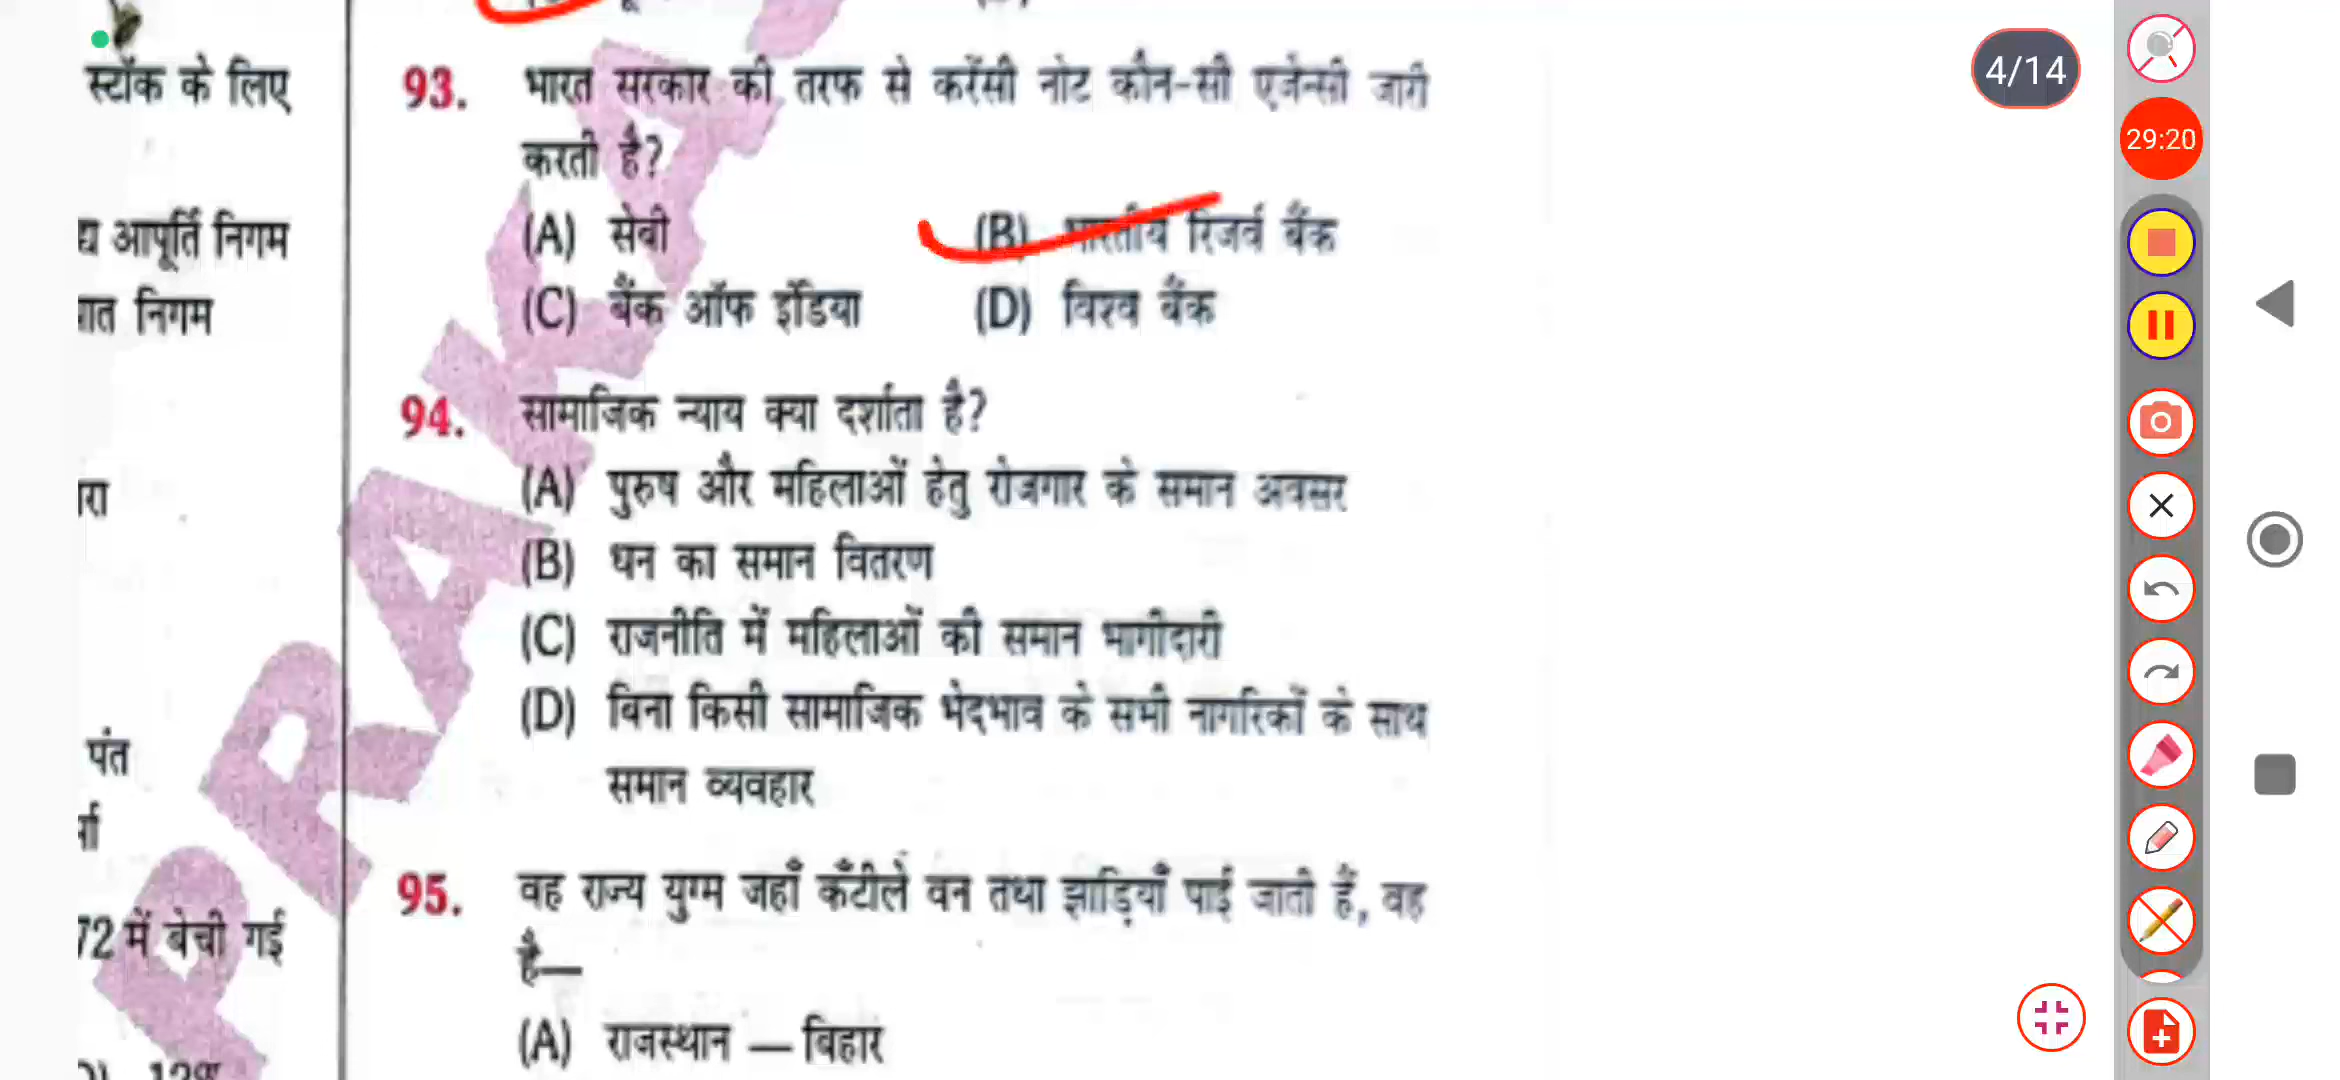 स्टॉक के लिए
आपूर्ति निगम
निगम
पंत
72 में बेची गई
93. भारत सरकार की तरफ से करेंसी नोट कौन-सी एजेन्सी जारी
करती है?
(A) सेबी (B) भारतीय रिजर्व बैंक
(C) बैंक ऑफ इंडिया (D) विश्व बैंक
94. सामाजिक न्याय क्या दर्शाता है?
(A) पुरुष और महिलाओं हेतु रोजगार के समान अवसर
(B) धन का समान वितरण
(C) राजनीति में महिलाओं की समान भागीदारी
(D) बिना किसी सामाजिक भेदभाव के सभी नागरिकों के साथ
समान व्यवहार
95. वह राज्य युग्म जहाँ कँटीले वन तथा झाड़ियाँ पाई जाती हैं, वह
है—
(A) राजस्थान — बिहार
4/14
29:20